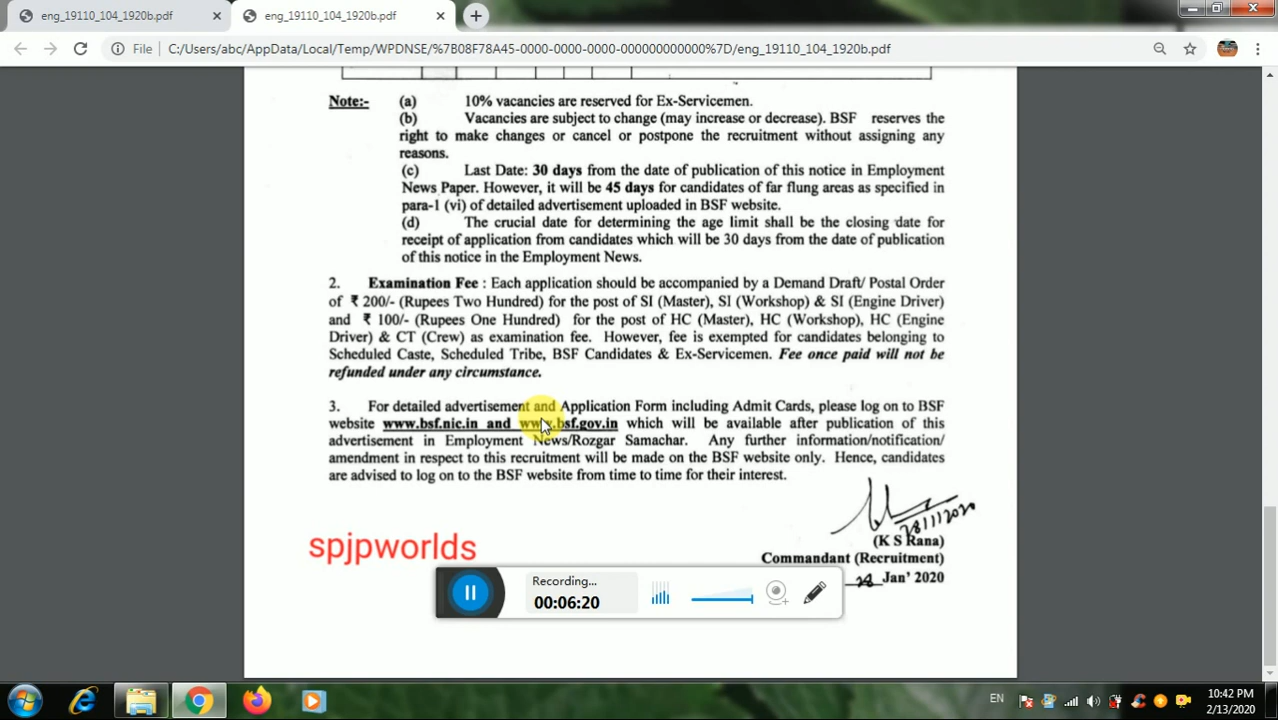 eng_19110_104_1920b.pdf
eng_19110_104_1920b.pdf
File C:/Users/abc/AppData/Local/Temp/WPDNSE/%7B08F78A45-0000-0000-0000-000000000000%7D/eng_19110_104_1920b.pdf
Note:- (a) 10% vacancies are reserved for Ex-Servicemen.
(b) Vacancies are subject to change (may increase or decrease). BSF reserves the
right to make changes or cancel or postpone the recruitment without assigning any
reasons.
(c) Last Date: 30 days from the date of publication of this notice in Employment
News Paper. However, it will be 45 days for candidates of far flung areas as specified in
para-1 (vi) of detailed advertisement uploaded in BSF website.
(d) The crucial date for determining the age limit shall be the closing date for
receipt of application from candidates which will be 30 days from the date of publication
of this notice in the Employment News.
2. Examination Fee : Each application should be accompanied by a Demand Draft/ Postal Order
of ₹ 200/- (Rupees Two Hundred) for the post of SI (Master), SI (Workshop) & SI (Engine Driver)
and ₹ 100/- (Rupees One Hundred) for the post of HC (Master), HC (Workshop), HC (Engine
Driver) & CT (Crew) as examination fee. However, fee is exempted for candidates belonging to
Scheduled Caste, Scheduled Tribe, BSF Candidates & Ex-Servicemen. Fee once paid will not be
refunded under any circumstance.
3. For detailed advertisement and Application Form including Admit Cards, please log on to BSF
website www.bsf.nic.in and www.bsf.gov.in which will be available after publication of this
advertisement in Employment News/Rozgar Samachar. Any further information/notification/
amendment in respect to this recruitment will be made on the BSF website only. Hence, candidates
are advised to log on to the BSF website from time to time for their interest.
28/1/2020
(K S Rana)
Commandant (Recruitment)
28 Jan' 2020
spjpworlds
Recording...
00:06:20
EN
10:42 PM
2/13/2020